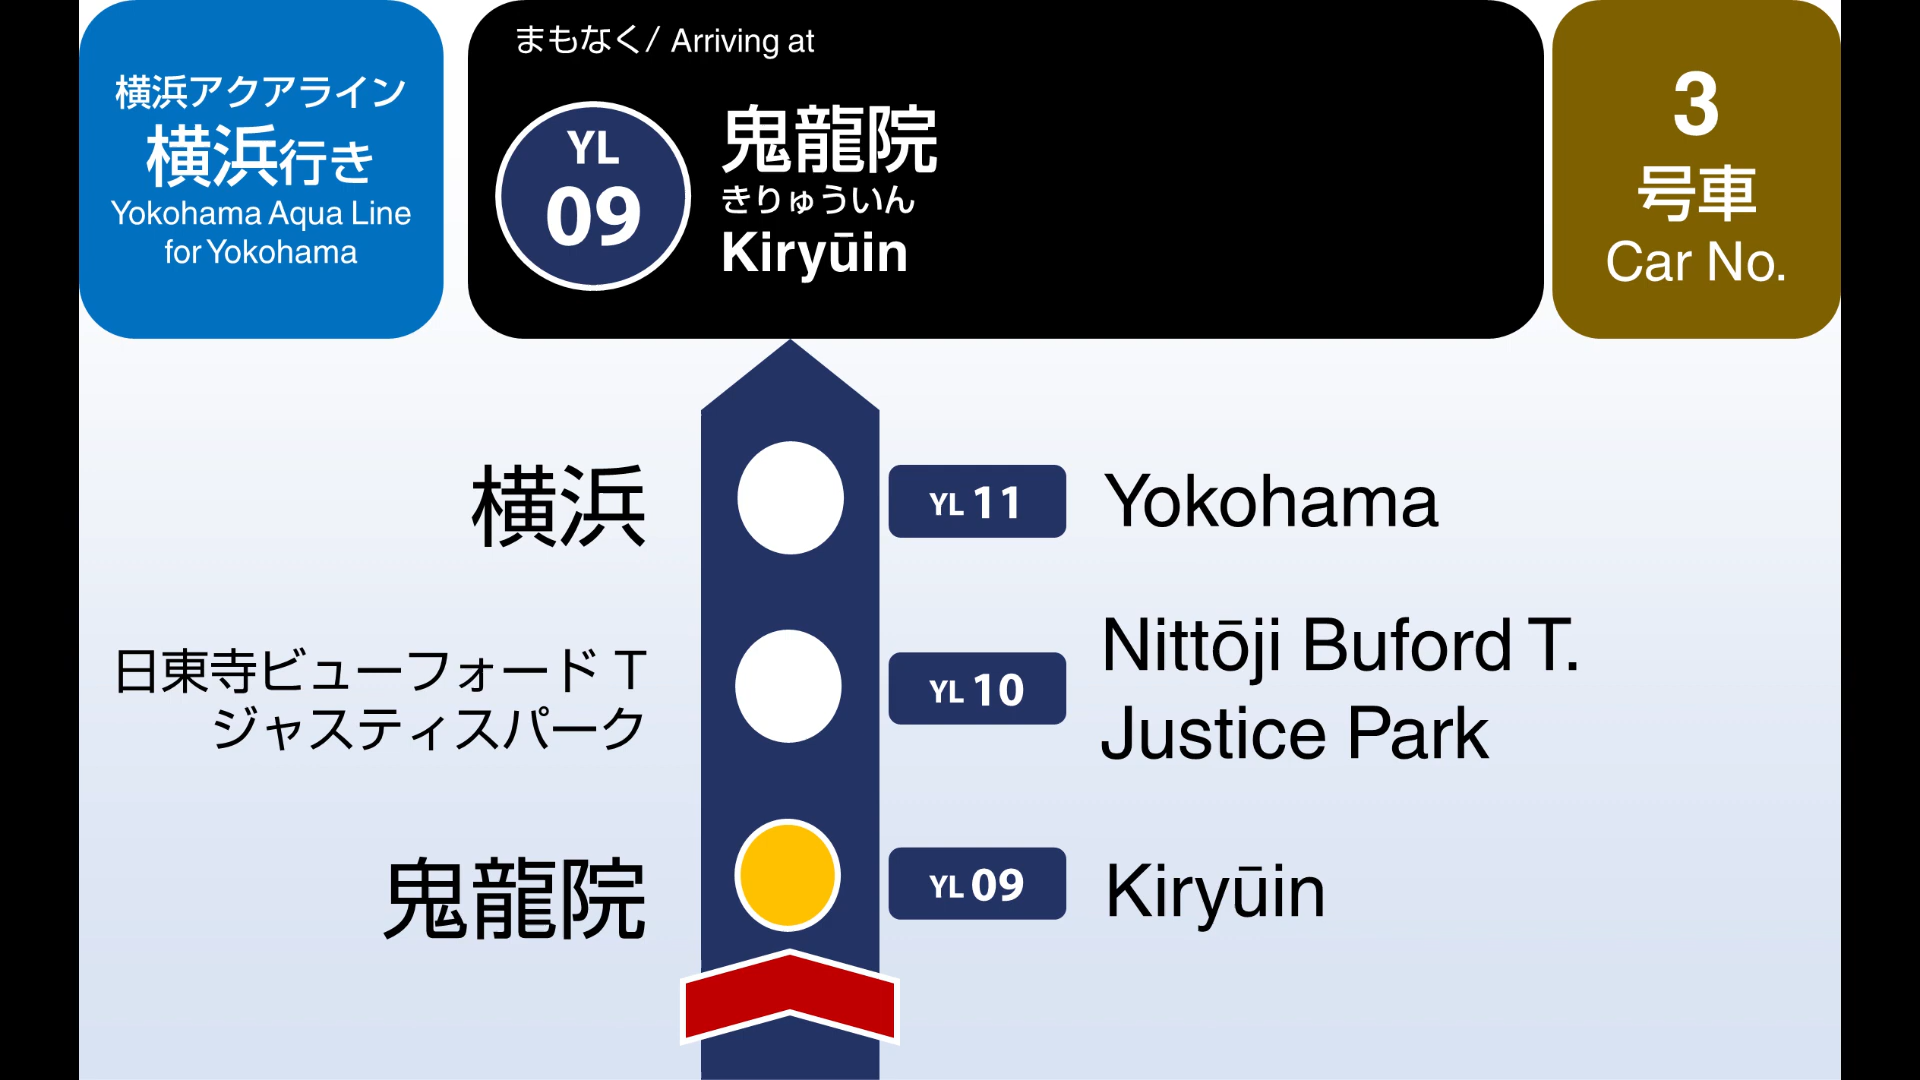 横浜アクアライン
横浜行き
Yokohama Aqua Line
for Yokohama
まもなく/ Arriving at
YL
09
鬼龍院
きりゅういん
Kiryūin
3
号車
Car No.
横浜
YL 11
Yokohama
日東寺ビューフォード T
ジャスティスパーク
YL 10
Nittōji Buford T.
Justice Park
鬼龍院
YL 09
Kiryūin